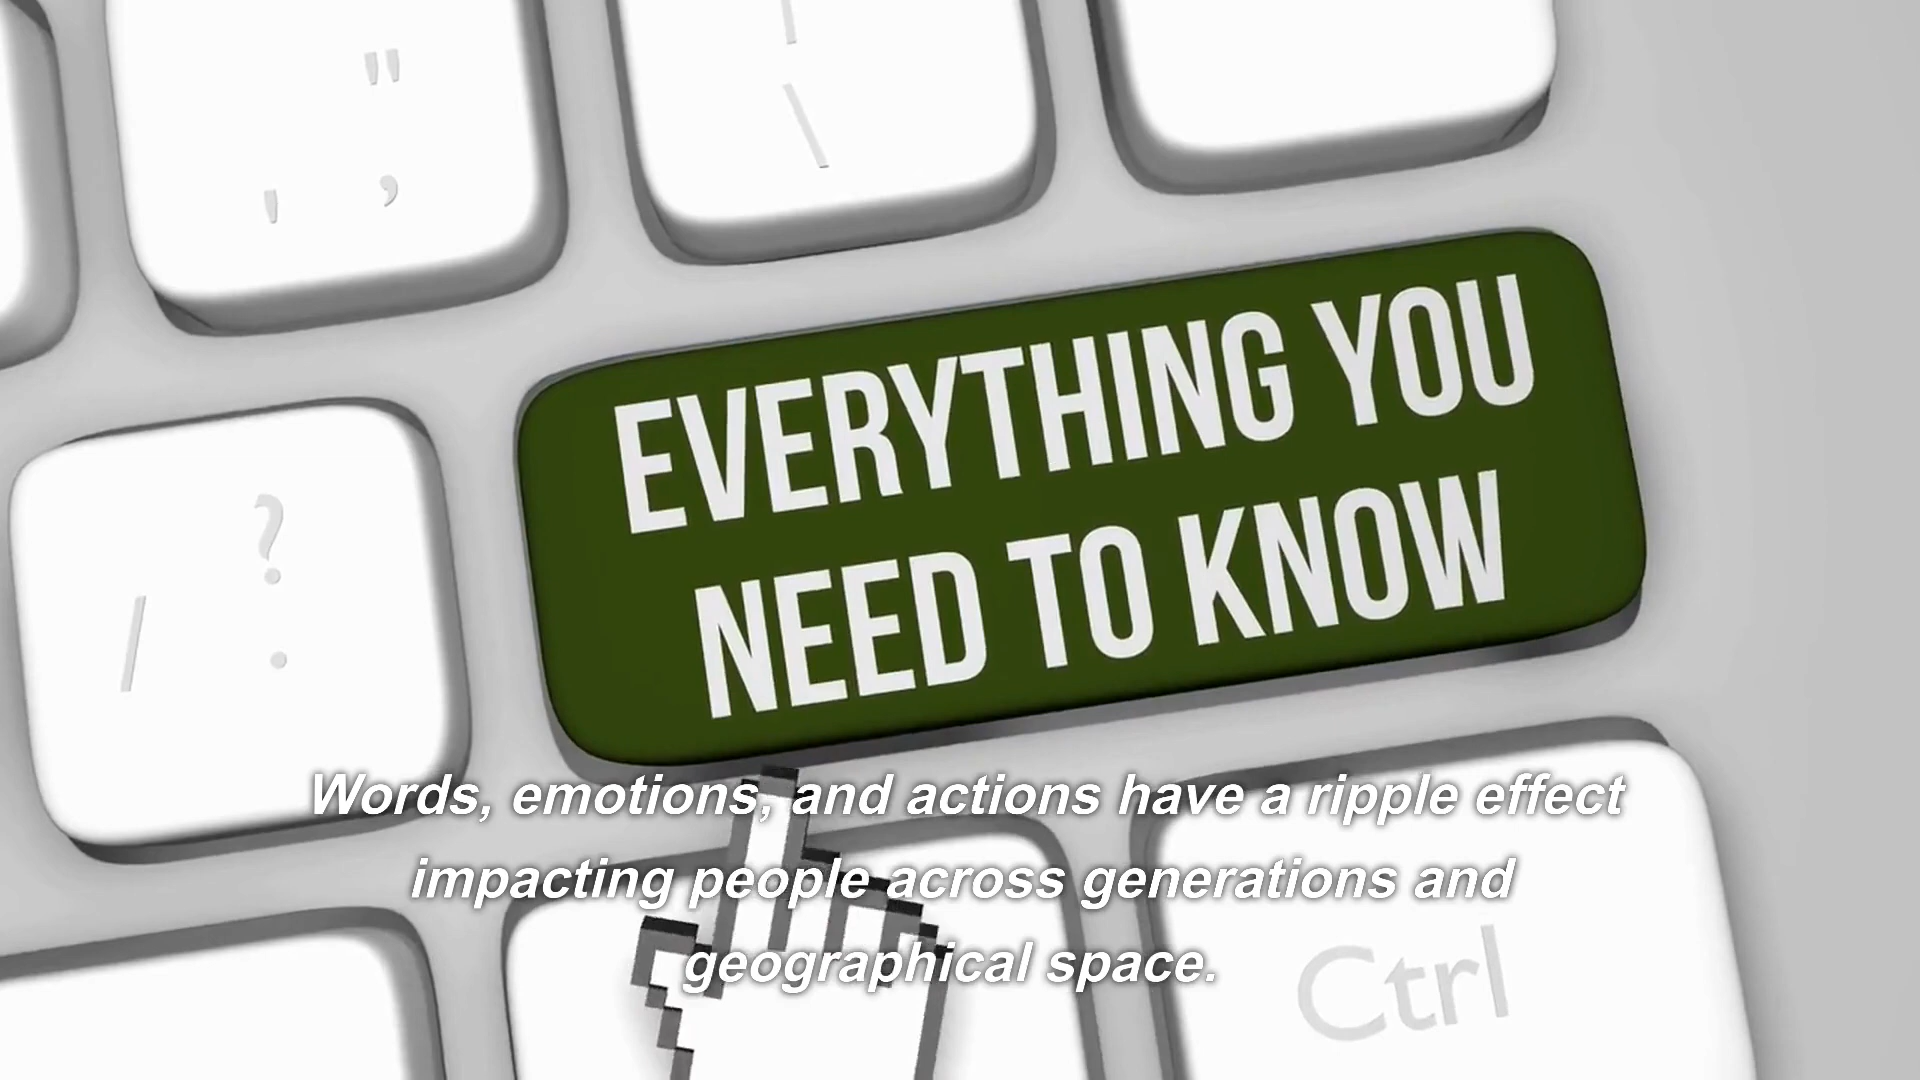 "
' ,
|
\
EVERYTHING YOU
NEED TO KNOW
?
/ .
Words, emotions, and actions have a ripple effect
impacting people across generations and
geographical space.
Ctrl